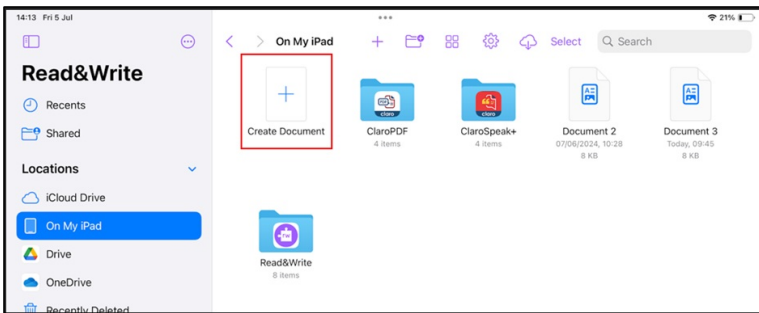 14:13 Fri 5 Jul
21%
Read&Write
Recents
Shared
Locations
iCloud Drive
On My iPad
Drive
OneDrive
Recently Deleted
On My iPad
Select
Search
Create Document
ClaroPDF
4 items
ClaroSpeak+
4 items
Document 2
07/06/2024, 10:28
8 KB
Document 3
Today, 09:45
8 KB
Read&Write
8 items